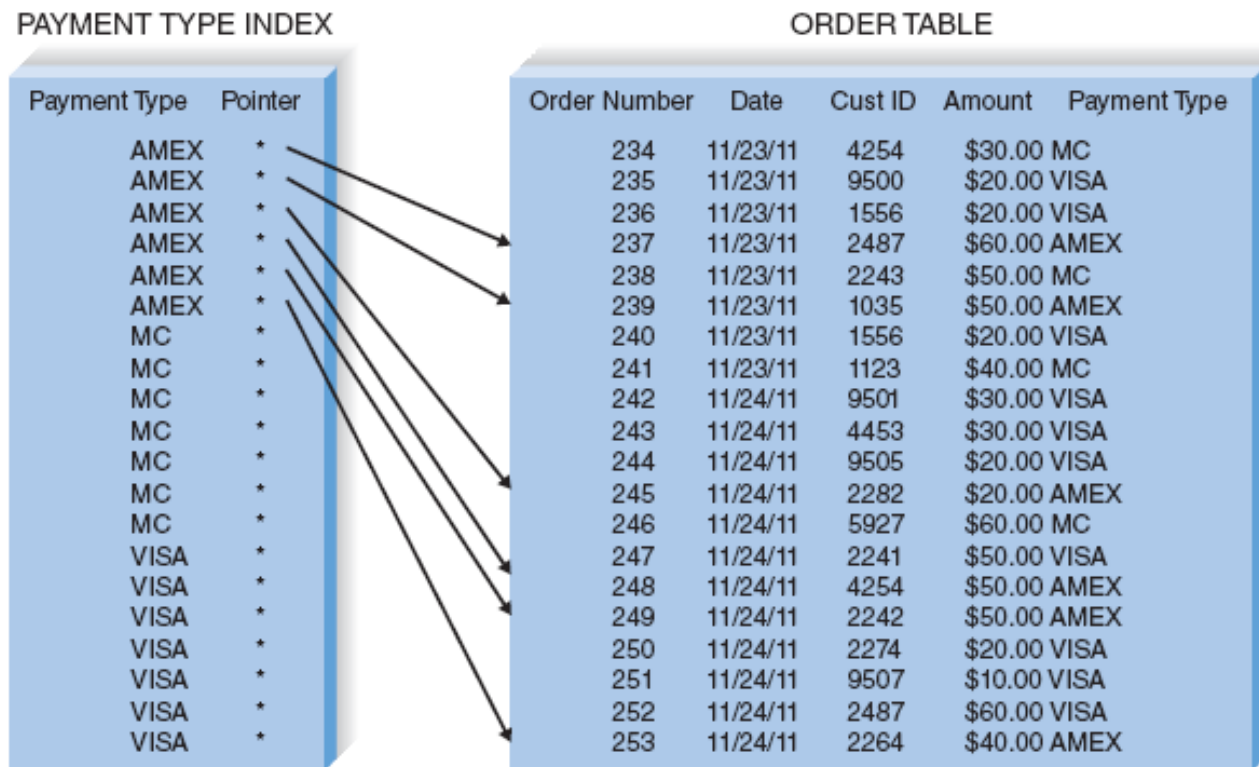 PAYMENT TYPE INDEX
Payment Type Pointer
AMEX *
AMEX *
AMEX *
AMEX *
AMEX *
AMEX *
MC *
MC *
MC *
MC *
MC *
MC *
MC *
VISA *
VISA *
VISA *
VISA *
VISA *
VISA *
VISA *
ORDER TABLE
Order Number Date Cust ID Amount Payment Type
234 11/23/11 4254 $30.00 MC
235 11/23/11 9500 $20.00 VISA
236 11/23/11 1556 $20.00 VISA
237 11/23/11 2487 $60.00 AMEX
238 11/23/11 2243 $50.00 MC
239 11/23/11 1035 $50.00 AMEX
240 11/23/11 1556 $20.00 VISA
241 11/23/11 1123 $40.00 MC
242 11/24/11 9501 $30.00 VISA
243 11/24/11 4453 $30.00 VISA
244 11/24/11 9505 $20.00 VISA
245 11/24/11 2282 $20.00 AMEX
246 11/24/11 5927 $60.00 MC
247 11/24/11 2241 $50.00 VISA
248 11/24/11 4254 $50.00 AMEX
249 11/24/11 2242 $50.00 AMEX
250 11/24/11 2274 $20.00 VISA
251 11/24/11 9507 $10.00 VISA
252 11/24/11 2487 $60.00 VISA
253 11/24/11 2264 $40.00 AMEX